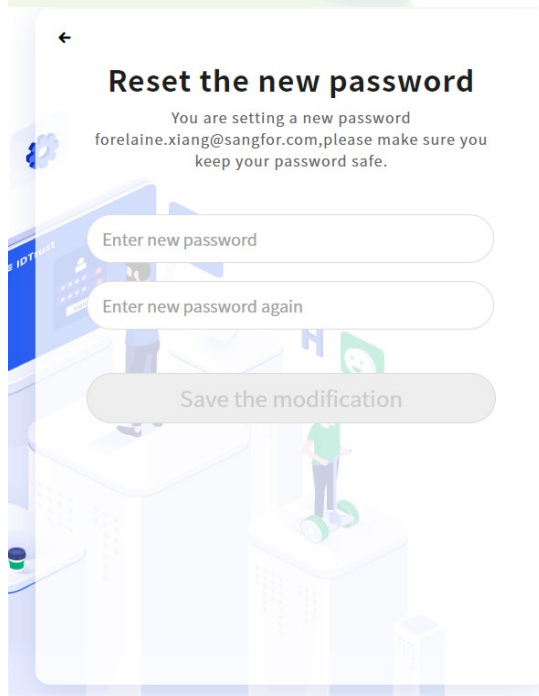 Reset the new password
You are setting a new password
forelaine.xiang@sangfor.com,please make sure you
keep your password safe.
IDTrust
Enter new password
Enter new password again
H
Save the modification